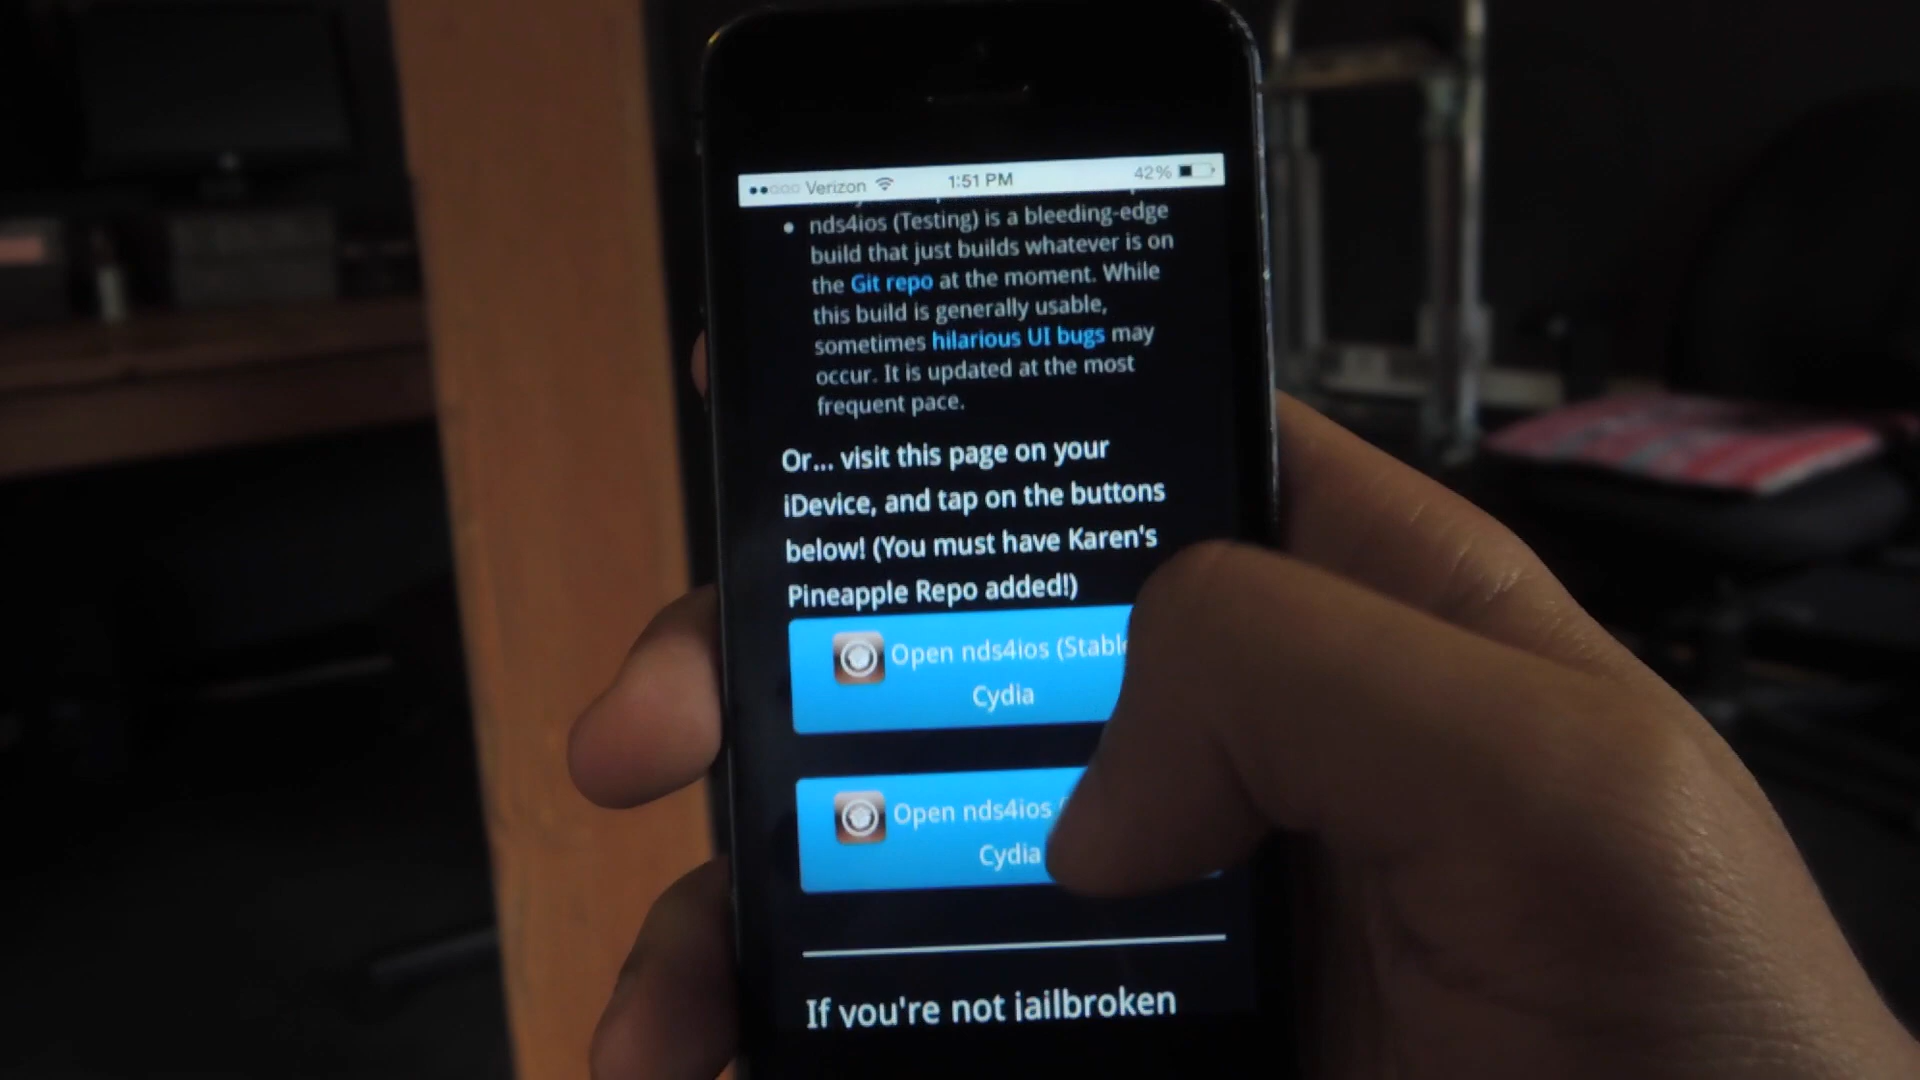 Verizon 1:51 PM 42%
• nds4ios (Testing) is a bleeding-edge
build that just builds whatever is on
the Git repo at the moment. While
this build is generally usable,
sometimes hilarious UI bugs may
occur. It is updated at the most
frequent pace.
Or... visit this page on your
iDevice, and tap on the buttons
below! (You must have Karen's
Pineapple Repo added!)
Open nds4ios (Stable
Cydia
Open nds4ios (
Cydia
If you're not jailbroken